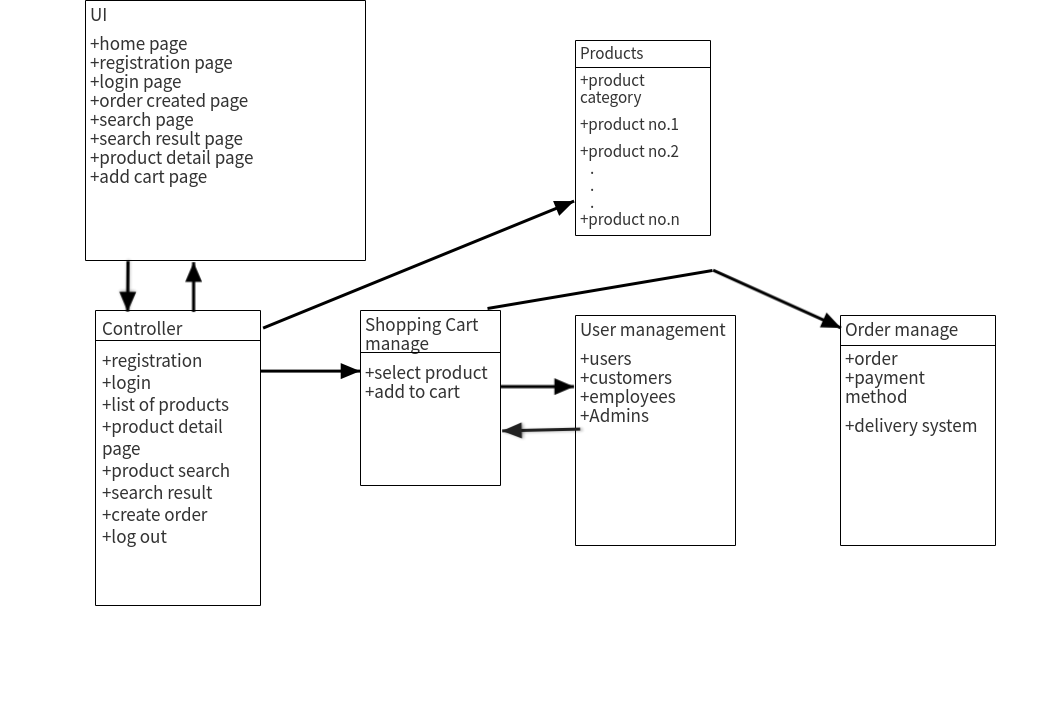 UI
+home page
+registration page
+login page
+order created page
+search page
+search result page
+product detail page
+add cart page
Products
+product
category
+product no.1
+product no.2
.
.
.
+product no.n
Controller
+registration
+login
+list of products
+product detail
page
+product search
+search result
+create order
+log out
Shopping Cart
manage
+select product
+add to cart
User management
+users
+customers
+employees
+Admins
Order manage
+order
+payment
method
+delivery system